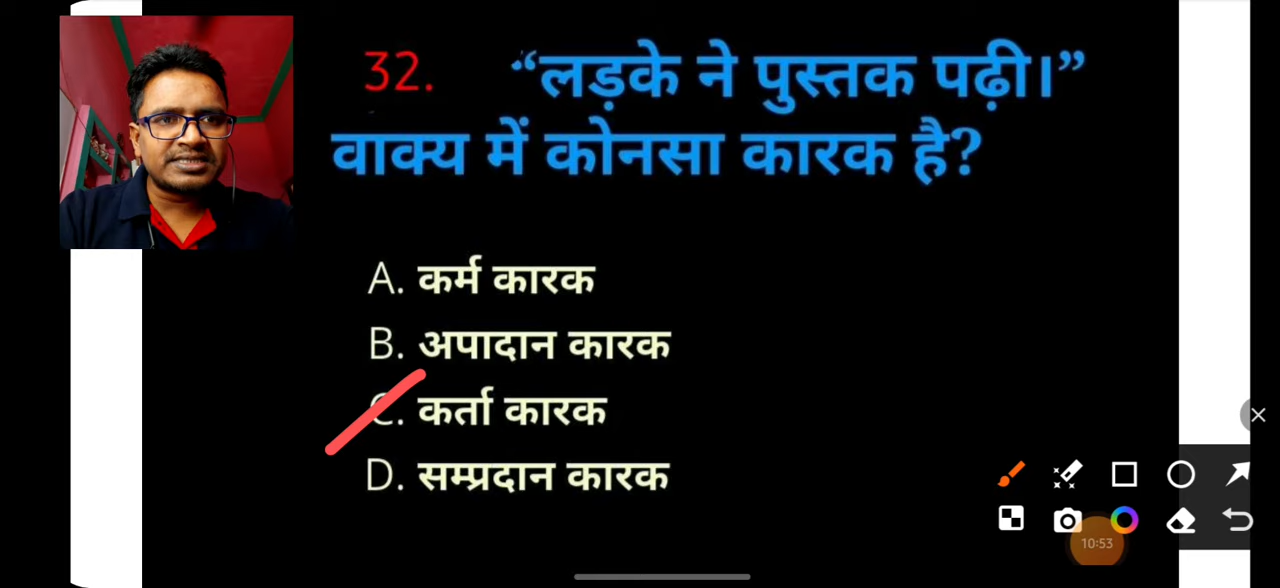 32. “लड़के ने पुस्तक पढ़ी।”
वाक्य में कोनसा कारक है?
A. कर्म कारक
B. अपादान कारक
C. कर्ता कारक
D. सम्प्रदान कारक
10:53